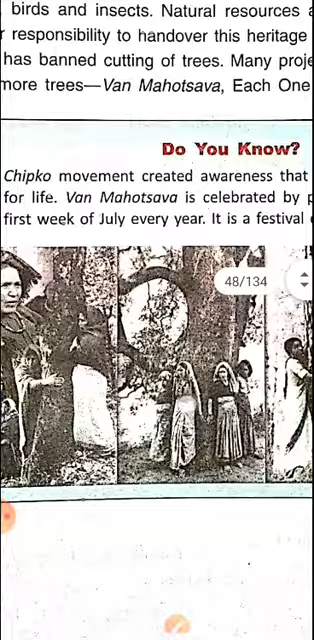 birds and insects. Natural resources
responsibility to handover this heritage
has banned cutting of trees. Many
more trees—Van Mahotsava, Each One
Do You Know?
Chipko movement created awareness that
for life. Van Mahotsava is celebrated by
first week of July every year. It is a festival
48/134